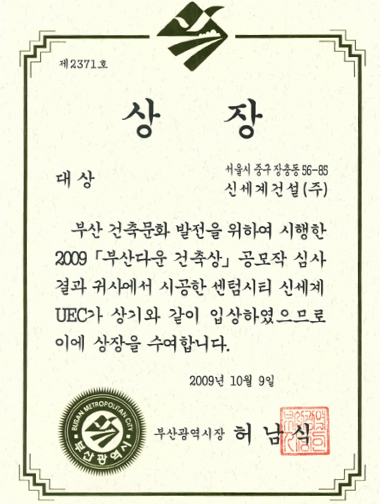 제2371호
상 장
대상
서울시 중구 장충동 56-85
신세계건설(주)
부산 건축문화 발전을 위하여 시행한
2009 「부산다운 건축상」 공모작 심사
결과 귀사에서 시공한 센텀시티 신세계
UEC가 상기와 같이 입상하였으므로
이에 상장을 수여합니다.
2009년 10월 9일
BUSAN METROPOLITAN CITY
부산광역시
부산광역시장 허남식